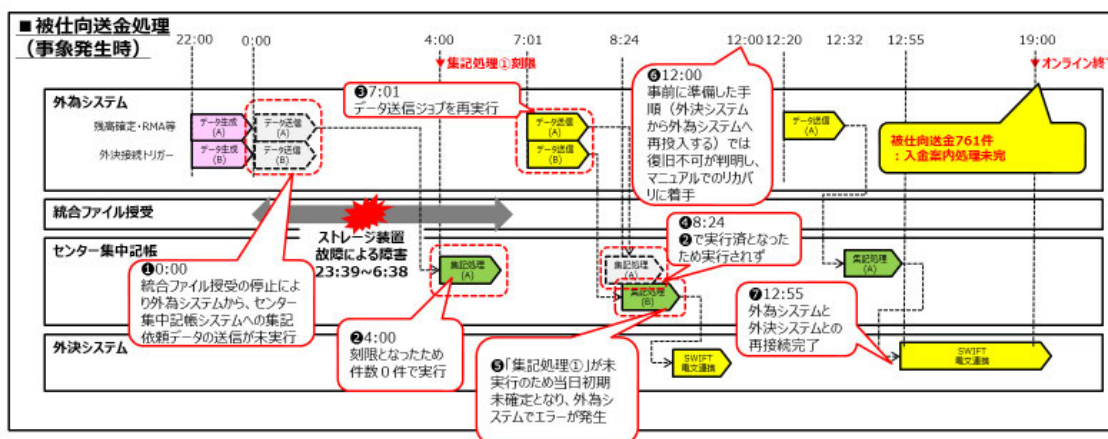 ■被仕向送金処理
（事象発生時）
22:00
0:00
4:00
7:01
8:24
12:00
12:20
12:32
12:55
19:00
▼集記処理①刻限
▼オンライン終了
外為システム
残高確定・RMA等
外決接続トリガー
データ生成
(A)
データ生成
(B)
データ送信
(A)
データ送信
(B)
❸7:01
データ送信ジョブを再実行
データ送信
(A)
データ送信
(B)
❻12:00
事前に準備した手
順（外決システム
から外為システムへ
再投入する）では
復旧不可が判明し、
マニュアルでのリカバ
リに着手
データ送信
(A)
被仕向送金761件
：入金案内処理未完
統合ファイル授受
ストレージ装置
故障による障害
23:39~6:38
センター集中記帳
❶0:00
統合ファイル授受の停止によ
り外為システムから、センター
集中記帳システムへの集記
依頼データの送信が未実行
集記処理
(A)
❷4:00
刻限となったため
件数０件で実行
集記処理
(A)
集記処理
(B)
❹8:24
❷で実行済となった
ため実行されず
❺「集記処理①」が未
実行のため当日初期
未確定となり、外為シ
ステムでエラーが発生
集記処理
(A)
❼12:55
外為システムと
外決システムとの
再接続完了
外決システム
SWIFT
電文連携
SWIFT
電文連携